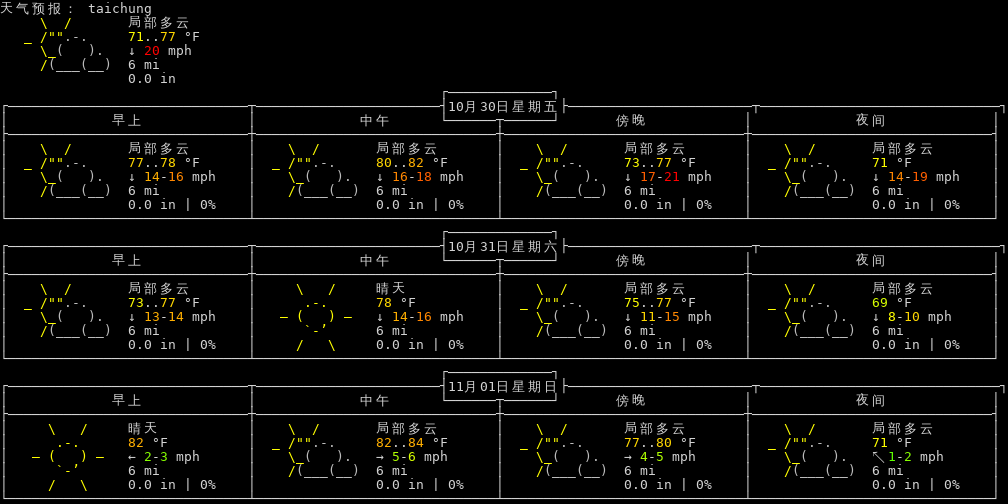 天气预报： taichung
局部多云
71..77 °F
↓ 20 mph
6 mi
0.0 in
10月30日星期五
早上 中午 傍晚 夜间
局部多云 局部多云 局部多云 局部多云
77..78 °F 80..82 °F 73..77 °F 71 °F
↓ 14-16 mph ↓ 16-18 mph ↓ 17-21 mph ↓ 14-19 mph
6 mi 6 mi 6 mi 6 mi
0.0 in | 0% 0.0 in | 0% 0.0 in | 0% 0.0 in | 0%
10月31日星期六
早上 中午 傍晚 夜间
局部多云 晴天 局部多云 局部多云
73..77 °F 78 °F 75..77 °F 69 °F
↓ 13-14 mph ↓ 14-16 mph ↓ 11-15 mph ↓ 8-10 mph
6 mi 6 mi 6 mi 6 mi
0.0 in | 0% 0.0 in | 0% 0.0 in | 0% 0.0 in | 0%
11月01日星期日
早上 中午 傍晚 夜间
晴天 局部多云 局部多云 局部多云
82 °F 82..84 °F 77..80 °F 71 °F
← 2-3 mph → 5-6 mph → 4-5 mph ↖ 1-2 mph
6 mi 6 mi 6 mi 6 mi
0.0 in | 0% 0.0 in | 0% 0.0 in | 0% 0.0 in | 0%